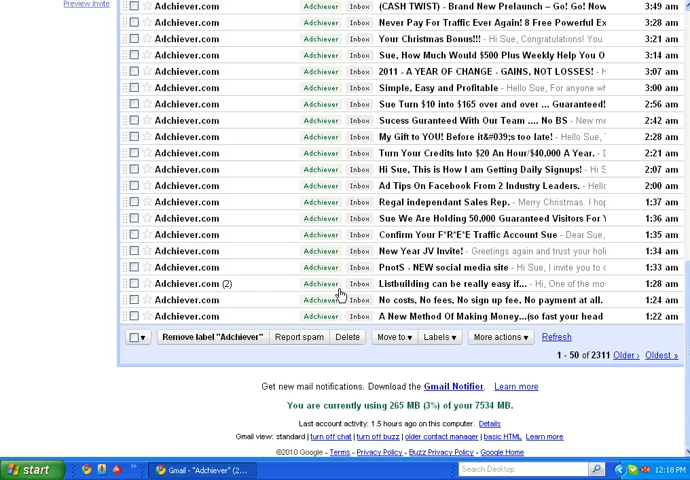 Preview Invite
Adchiever.com Adchiever Inbox (CASH TWIST) - Brand New Prelaunch – Go! Go! Now 3:49 am
Adchiever.com Adchiever Inbox Never Pay For Traffic Ever Again! 8 Free Powerful Ex 3:28 am
Adchiever.com Adchiever Inbox Your Christmas Bonus!!! - Hi Sue, Congratulations! You 3:21 am
Adchiever.com Adchiever Inbox Sue, How Much Would $500 Plus Weekly Help You O 3:14 am
Adchiever.com Adchiever Inbox 2011 - A YEAR OF CHANGE - GAINS, NOT LOSSES! - H 3:07 am
Adchiever.com Adchiever Inbox Simple, Easy and Profitable - Hello Sue, For anyone wh 3:00 am
Adchiever.com Adchiever Inbox Sue Turn $10 into $165 over and over ... Guaranteed! 2:56 am
Adchiever.com Adchiever Inbox Sucess Guranteed With Our Team .... No BS - New me 2:42 am
Adchiever.com Adchiever Inbox My Gift to YOU! Before it&#039;s too late! - Hello Sue, 2:28 am
Adchiever.com Adchiever Inbox Turn Your Credits Into $20 An Hour/$40,000 A Year. - D 2:21 am
Adchiever.com Adchiever Inbox Hi Sue, This is How I am Getting Daily Signups! - Hi 2:07 am
Adchiever.com Adchiever Inbox Ad Tips On Facebook From 2 Industry Leaders. - Hello 2:00 am
Adchiever.com Adchiever Inbox Regal independant Sales Rep. - Merry Christmas. I hop 1:37 am
Adchiever.com Adchiever Inbox Sue We Are Holding 50,000 Guaranteed Visitors For Y 1:36 am
Adchiever.com Adchiever Inbox Confirm Your F*R*E*E Traffic Account Sue - Dear Sue, 1:35 am
Adchiever.com Adchiever Inbox New Year JV Invite! - Greetings again and trust your holi 1:34 am
Adchiever.com Adchiever Inbox PnotS - NEW social media site - Hi Sue, I invite you to c 1:33 am
Adchiever.com (2) Adchiever Inbox Listbuilding can be really easy if... - Hi, One of the mos 1:28 am
Adchiever.com Adchiever Inbox No costs, No fees, No sign up fee, No payment at all. 1:24 am
Adchiever.com Adchiever Inbox A New Method Of Making Money...(so fast your head 1:22 am
Remove label "Adchiever" Report spam Delete Move to Labels More actions Refresh
1 - 50 of 2311 Older › Oldest »
Get new mail notifications. Download the Gmail Notifier. Learn more
You are currently using 265 MB (3%) of your 7534 MB.
Last account activity: 1.5 hours ago on this computer. Details
Gmail view: standard | turn off chat | turn off buzz | older contact manager | basic HTML Learn more
©2010 Google - Terms - Privacy Policy - Buzz Privacy Policy - Google Home
start Gmail - "Adchiever" (2... Search Desktop 12:18 PM